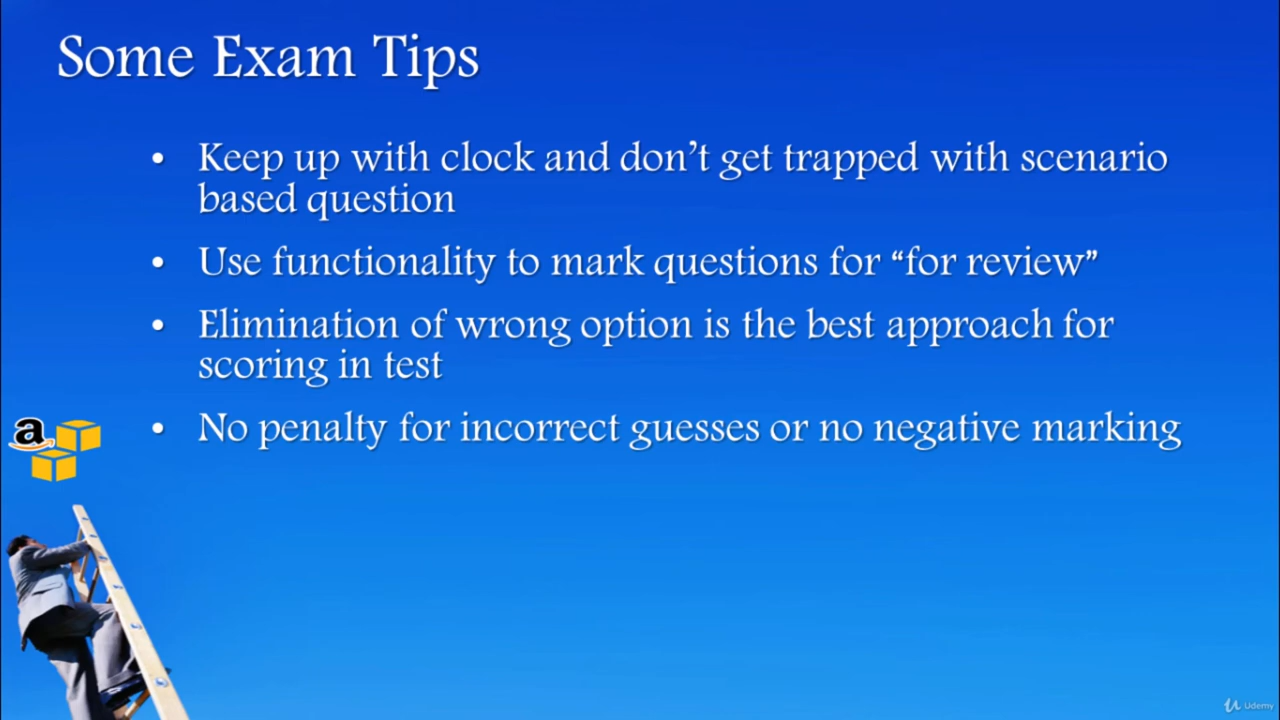 Some Exam Tips
• Keep up with clock and don’t get trapped with scenario
based question
• Use functionality to mark questions for “for review”
• Elimination of wrong option is the best approach for
scoring in test
• No penalty for incorrect guesses or no negative marking
a
Udemy